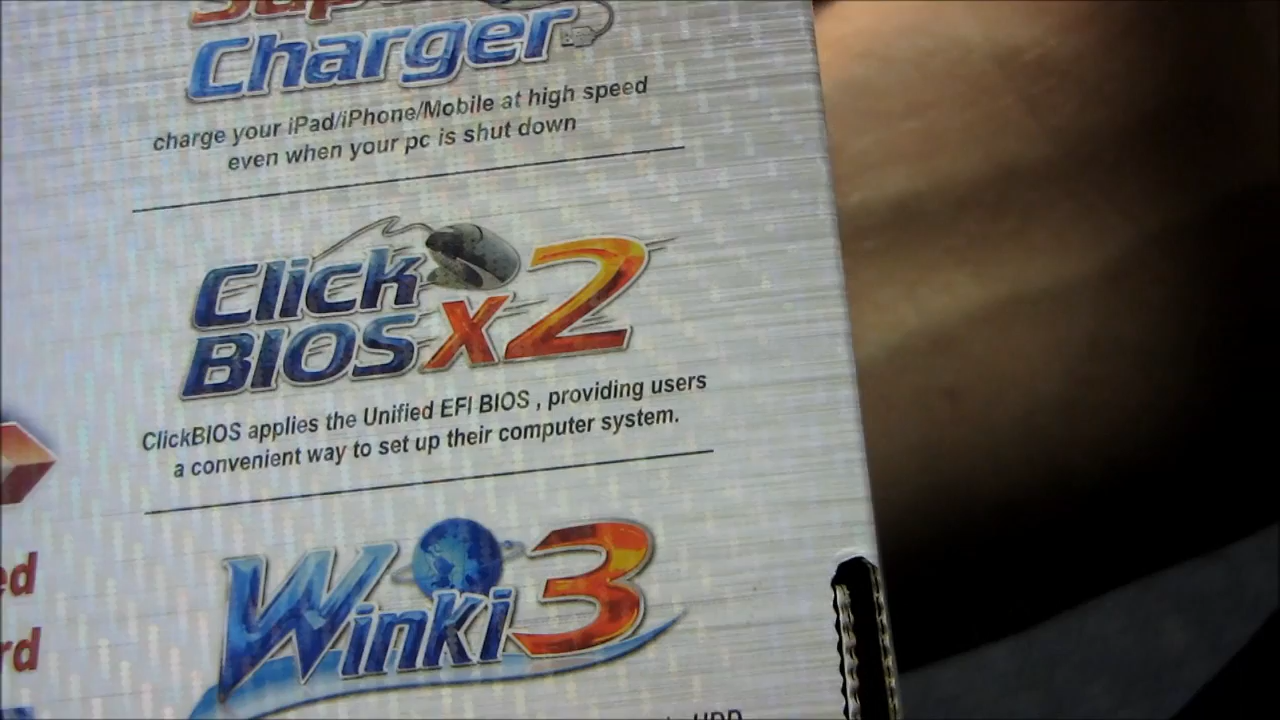 Charger
charge your iPad/iPhone/Mobile at high speed
even when your pc is shut down
Click
BIOS x2
ClickBIOS applies the Unified EFI BIOS , providing users
a convenient way to set up their computer system.
Winki 3
HDD